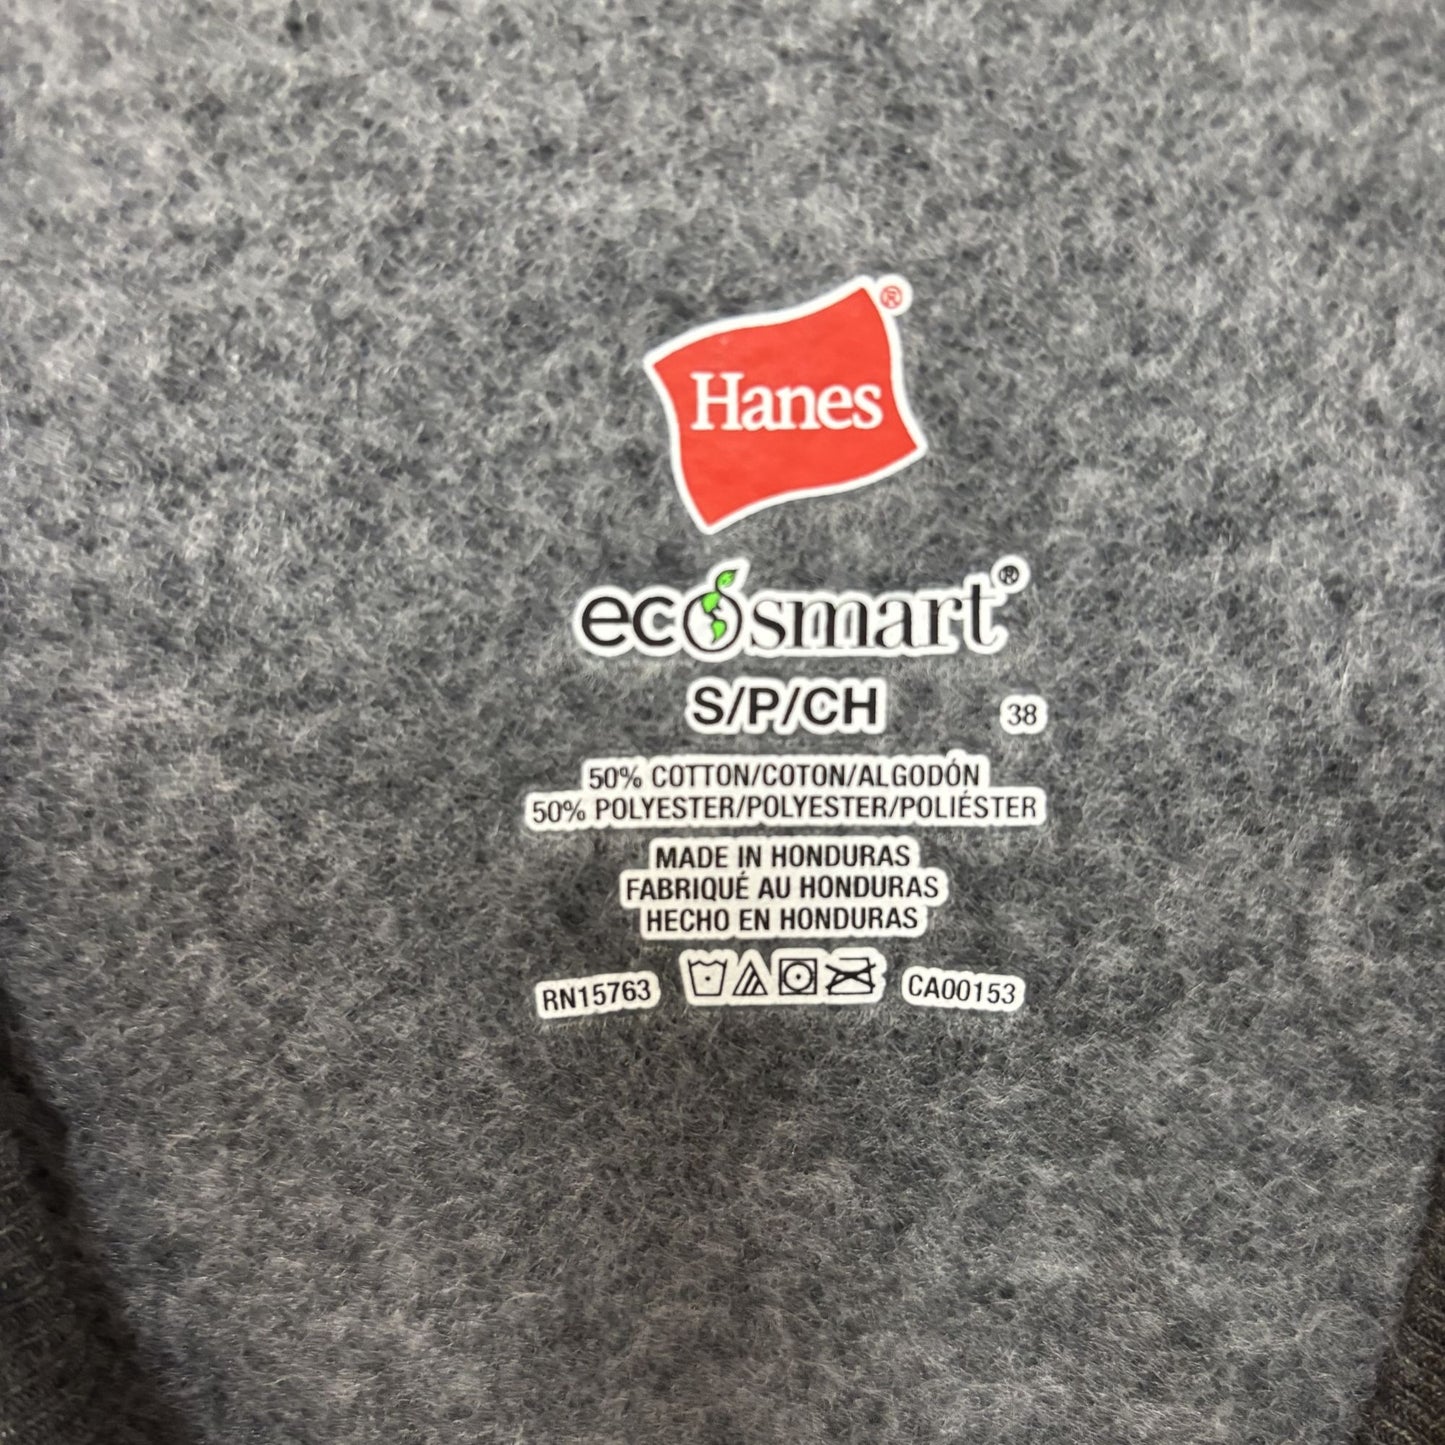 Hanes®
ecosmart®
S/P/CH 38
50% COTTON/COTON/ALGODÓN
50% POLYESTER/POLYESTER/POLIÉSTER
MADE IN HONDURAS
FABRIQUÉ AU HONDURAS
HECHO EN HONDURAS
RN15763 CA00153